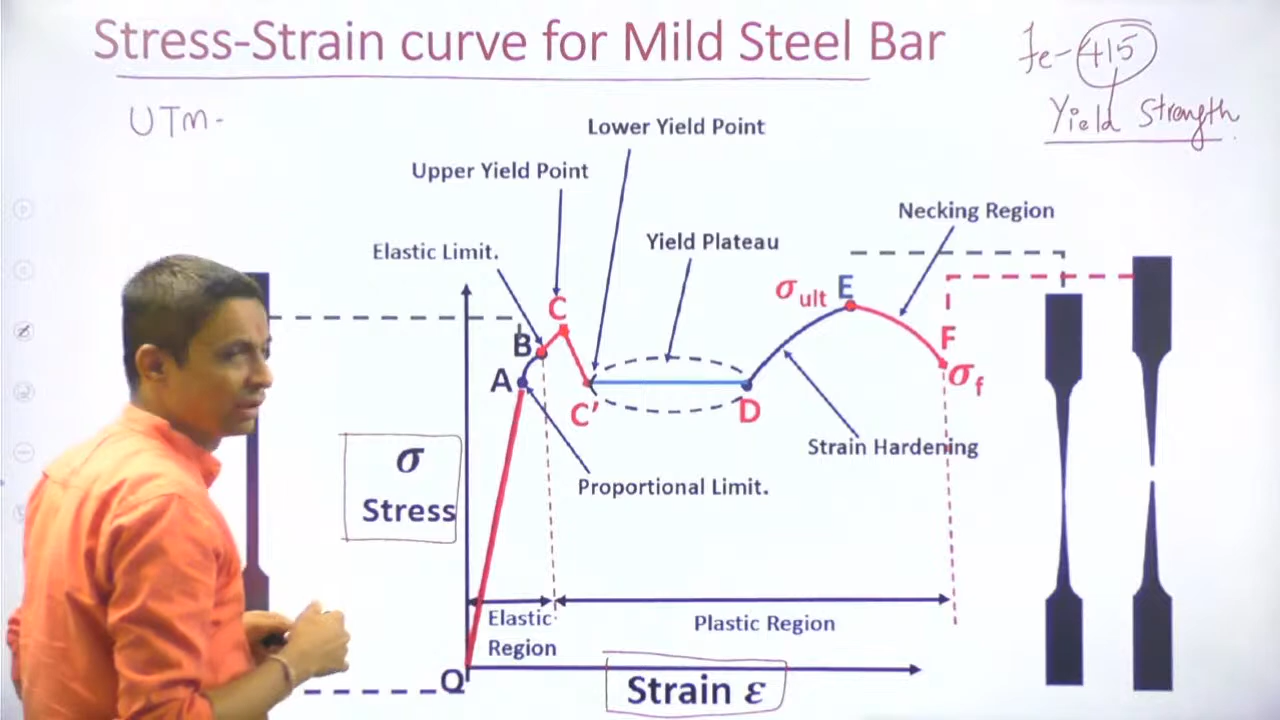 Stress-Strain curve for Mild Steel Bar
Fe-415
Yield Strength
UTM-
Lower Yield Point
Upper Yield Point
Necking Region
Yield Plateau
Elastic Limit.
σult
E
C
B
F
A
σf
C'
D
Strain Hardening
σ
Stress
Proportional Limit.
Elastic
Region
Plastic Region
O
Strain ε